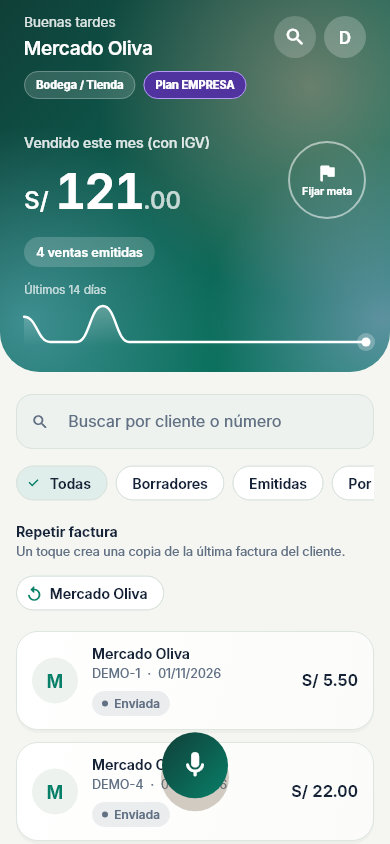 Buenas tardes
Mercado Oliva
D
Bodega / Tienda
Plan EMPRESA
Vendido este mes (con IGV)
S/ 121.00
Fijar meta
4 ventas emitidas
Últimos 14 días
Buscar por cliente o número
Todas
Borradores
Emitidas
Por
Repetir factura
Un toque crea una copia de la última factura del cliente.
Mercado Oliva
M
Mercado Oliva
DEMO-1 · 01/11/2026
S/ 5.50
Enviada
M
Mercado
DEMO-4 ·
S/ 22.00
Enviada